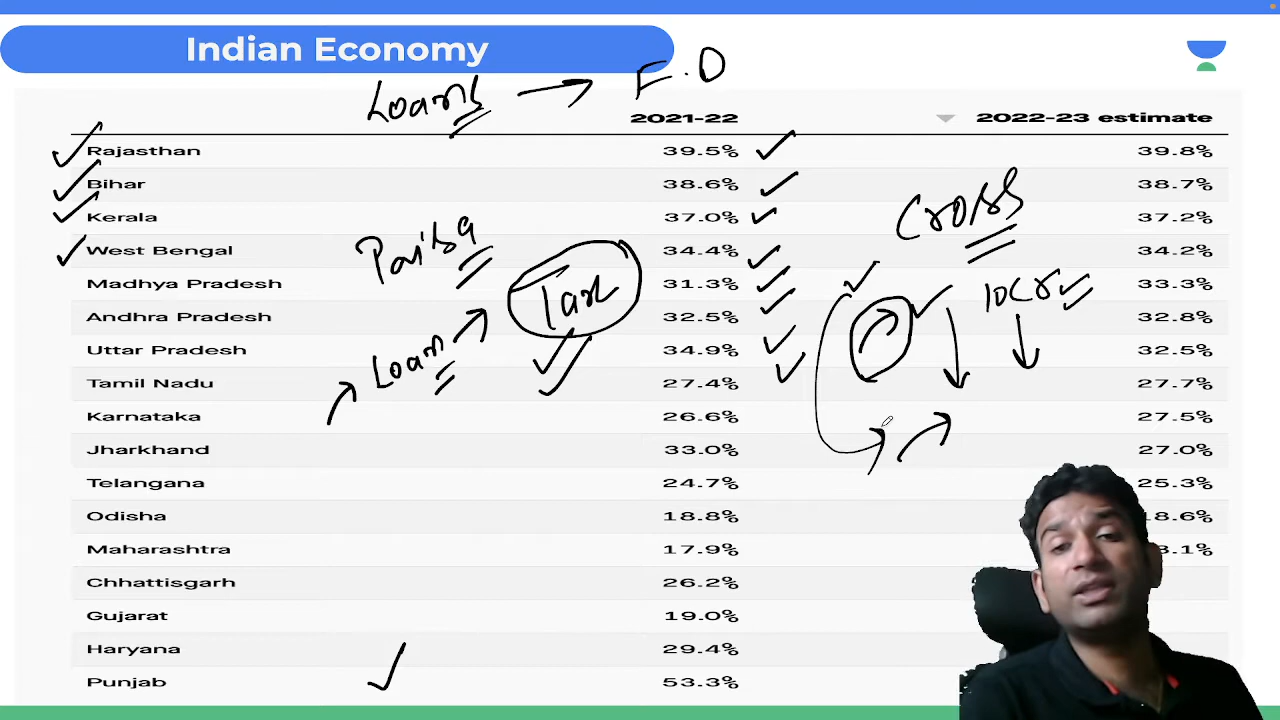 Indian Economy
Loans → F.D
2021-22 2022-23 estimate
Rajasthan 39.5% 39.8%
Bihar 38.6% 38.7%
Kerala 37.0% 37.2%
West Bengal 34.4% 34.2%
Madhya Pradesh 31.3% 33.3%
Andhra Pradesh 32.5% 32.8%
Uttar Pradesh 34.9% 32.5%
Tamil Nadu 27.4% 27.7%
Karnataka 26.6% 27.5%
Jharkhand 33.0% 27.0%
Telangana 24.7% 25.3%
Odisha 18.8% 8.6%
Maharashtra 17.9% .1%
Chhattisgarh 26.2%
Gujarat 19.0%
Haryana 29.4%
Punjab 53.3%
Paisa
Tax
Loan
Cross
10cr